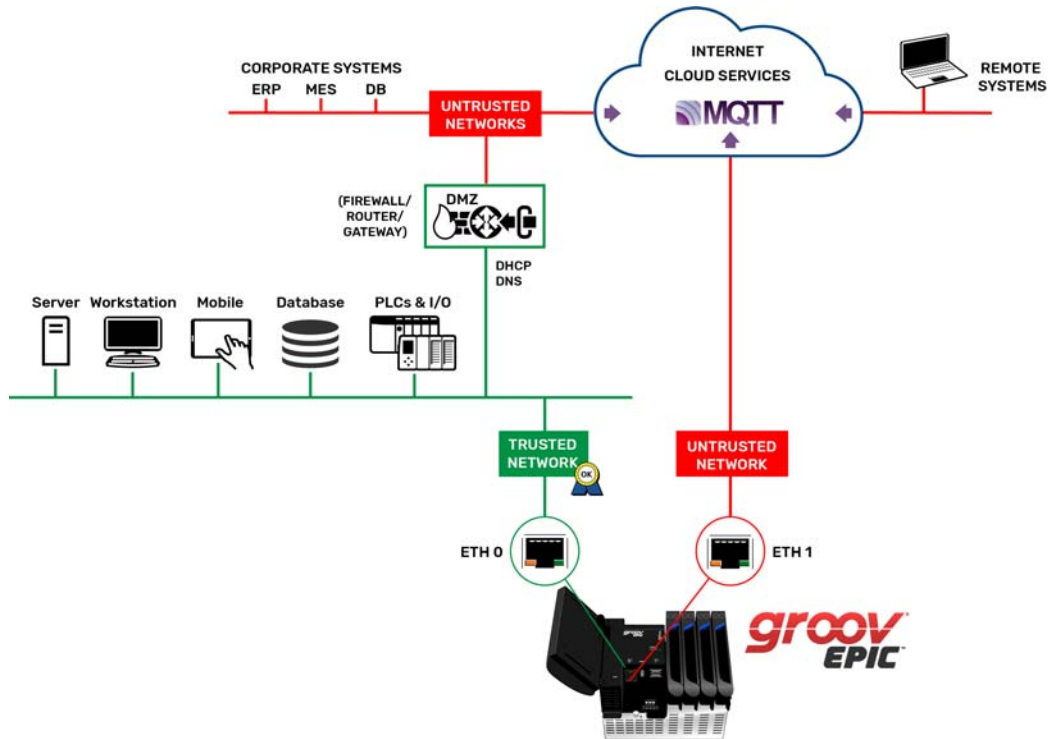 INTERNET
CLOUD SERVICES
MQTT
CORPORATE SYSTEMS
ERP MES DB
UNTRUSTED
NETWORKS
REMOTE
SYSTEMS
(FIREWALL/
ROUTER/
GATEWAY)
DMZ
DHCP
DNS
Server Workstation Mobile Database PLCs & I/O
TRUSTED
NETWORK
OK
UNTRUSTED
NETWORK
ETH 0
ETH 1
groov
EPIC
groov